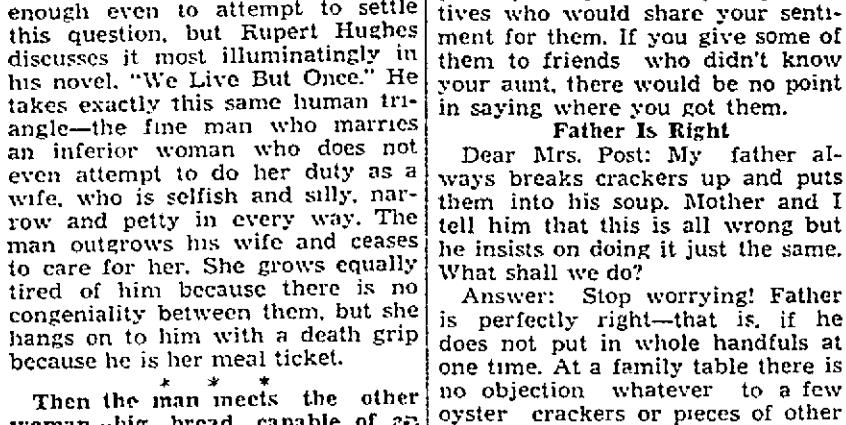 enough even to attempt to settle
this question, but Rupert Hughes
discusses it most illuminatingly in
his novel, "We Live But Once." He
takes exactly this same human tri-
angle—the fine man who marries
an inferior woman who does not
even attempt to do her duty as a
wife, who is selfish and silly, nar-
row and petty in every way. The
man outgrows his wife and ceases
to care for her. She grows equally
tired of him because there is no
congeniality between them, but she
hangs on to him with a death grip
because he is her meal ticket.
* * *
Then the man meets the other
woman big, broad, capable of
tives who would share your senti-
ment for them. If you give some of
them to friends who didn't know
your aunt, there would be no point
in saying where you got them.
Father Is Right
Dear Mrs. Post: My father al-
ways breaks crackers up and puts
them into his soup. Mother and I
tell him that this is all wrong but
he insists on doing it just the same.
What shall we do?
Answer: Stop worrying! Father
is perfectly right—that is, if he
does not put in whole handfuls at
one time. At a family table there is
no objection whatever to a few
oyster crackers or pieces of other